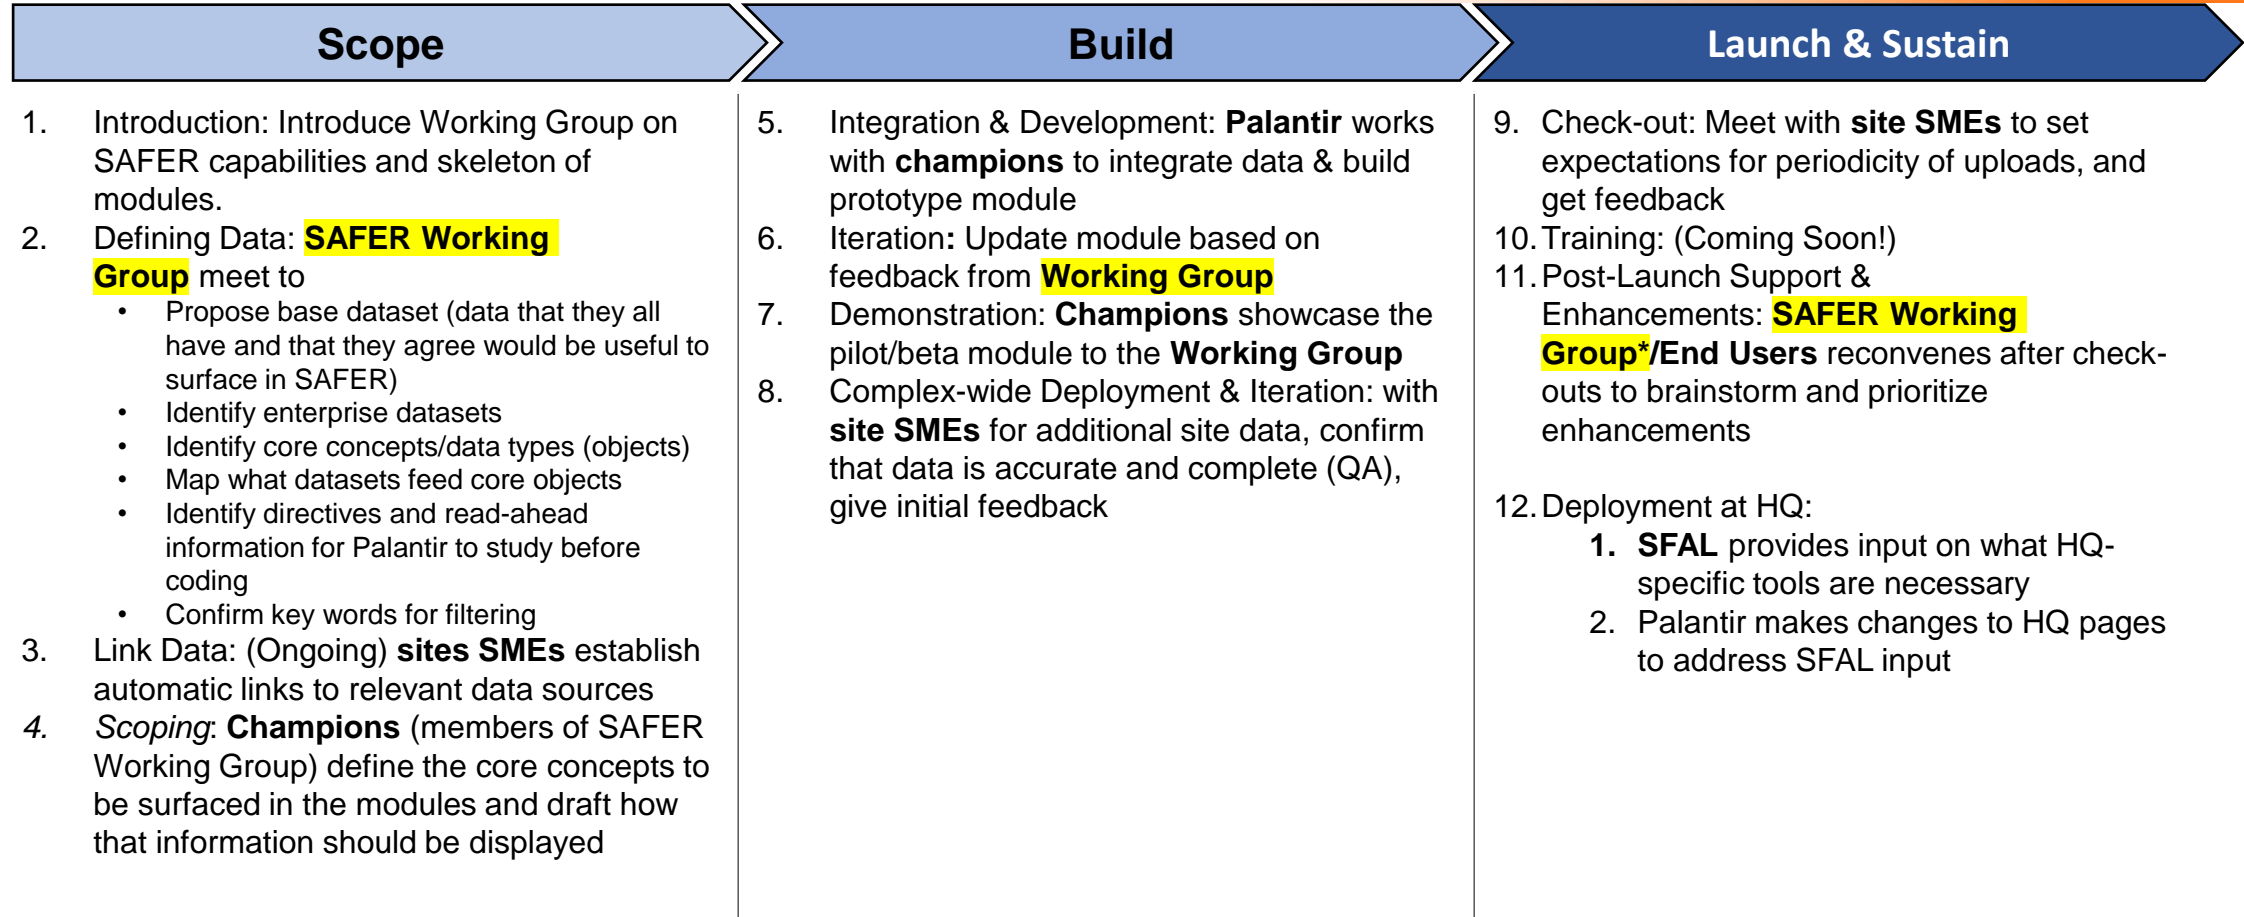 Scope
1. Introduction: Introduce Working Group on
SAFER capabilities and skeleton of
modules.
2. Defining Data: SAFER Working
Group meet to
• Propose base dataset (data that they all
have and that they agree would be useful to
surface in SAFER)
• Identify enterprise datasets
• Identify core concepts/data types (objects)
• Map what datasets feed core objects
• Identify directives and read-ahead
information for Palantir to study before
coding
• Confirm key words for filtering
3. Link Data: (Ongoing) sites SMEs establish
automatic links to relevant data sources
4. Scoping: Champions (members of SAFER
Working Group) define the core concepts to
be surfaced in the modules and draft how
that information should be displayed
Build
5. Integration & Development: Palantir works
with champions to integrate data & build
prototype module
6. Iteration: Update module based on
feedback from Working Group
7. Demonstration: Champions showcase the
pilot/beta module to the Working Group
8. Complex-wide Deployment & Iteration: with
site SMEs for additional site data, confirm
that data is accurate and complete (QA),
give initial feedback
Launch & Sustain
9. Check-out: Meet with site SMEs to set
expectations for periodicity of uploads, and
get feedback
10. Training: (Coming Soon!)
11. Post-Launch Support &
Enhancements: SAFER Working
Group*/End Users reconvenes after check-
outs to brainstorm and prioritize
enhancements
12. Deployment at HQ:
1. SFAL provides input on what HQ-
specific tools are necessary
2. Palantir makes changes to HQ pages
to address SFAL input